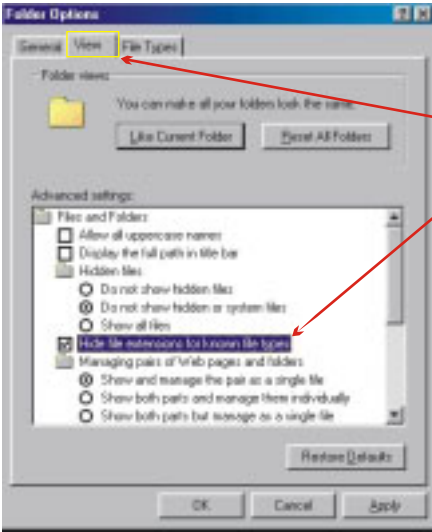 Folder Options
General View File Types
Folder views
You can make all your folders look the same.
Like Current Folder Reset All Folders
Advanced settings:
Files and Folders
Allow all uppercase names
Display the full path in title bar
Hidden files
Do not show hidden files
Do not show hidden or system files
Show all files
Hide file extensions for known file types
Managing pairs of Web pages and folders
Show and manage the pair as a single file
Show both parts and manage them individually
Show both parts but manage as a single file
Restore Defaults
OK Cancel Apply